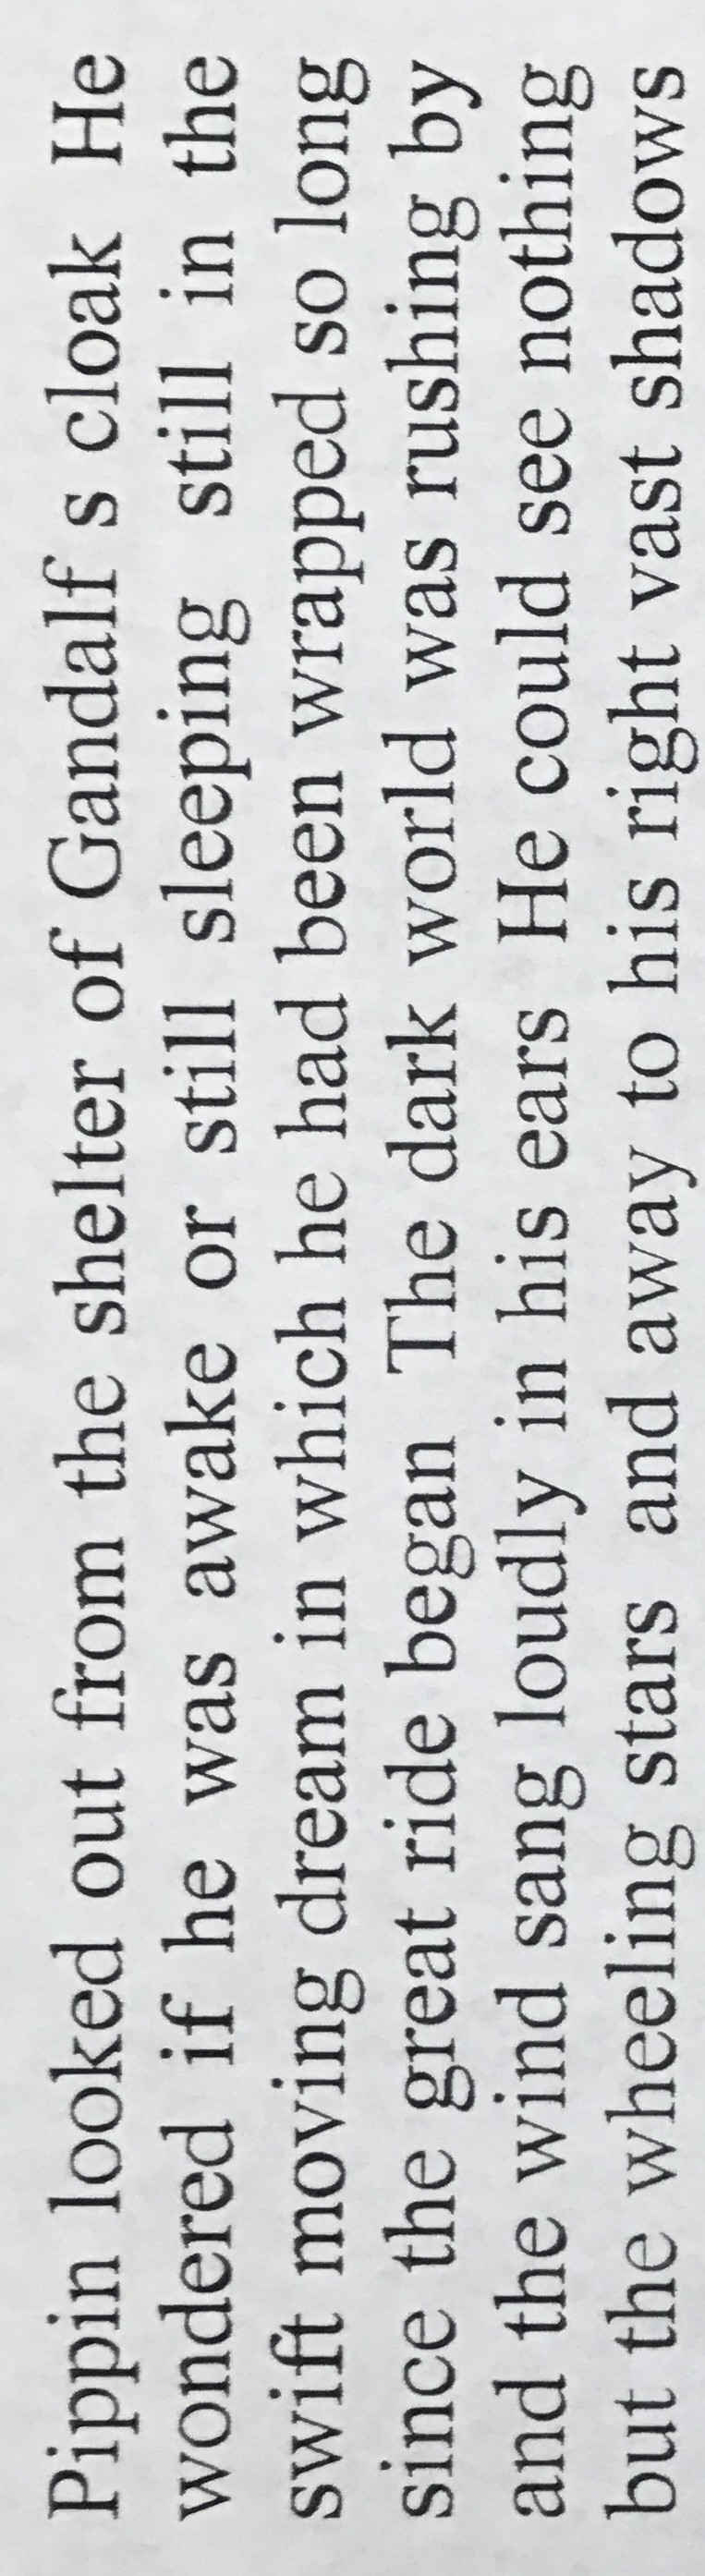 Pippin looked out from the shelter of Gandalf s cloak  He
wondered if he was awake or still sleeping  still in the
swift moving dream in which he had been wrapped so long
since the great ride began  The dark world was rushing by
and the wind sang loudly in his ears  He could see nothing
but the wheeling stars  and away to his right vast shadows